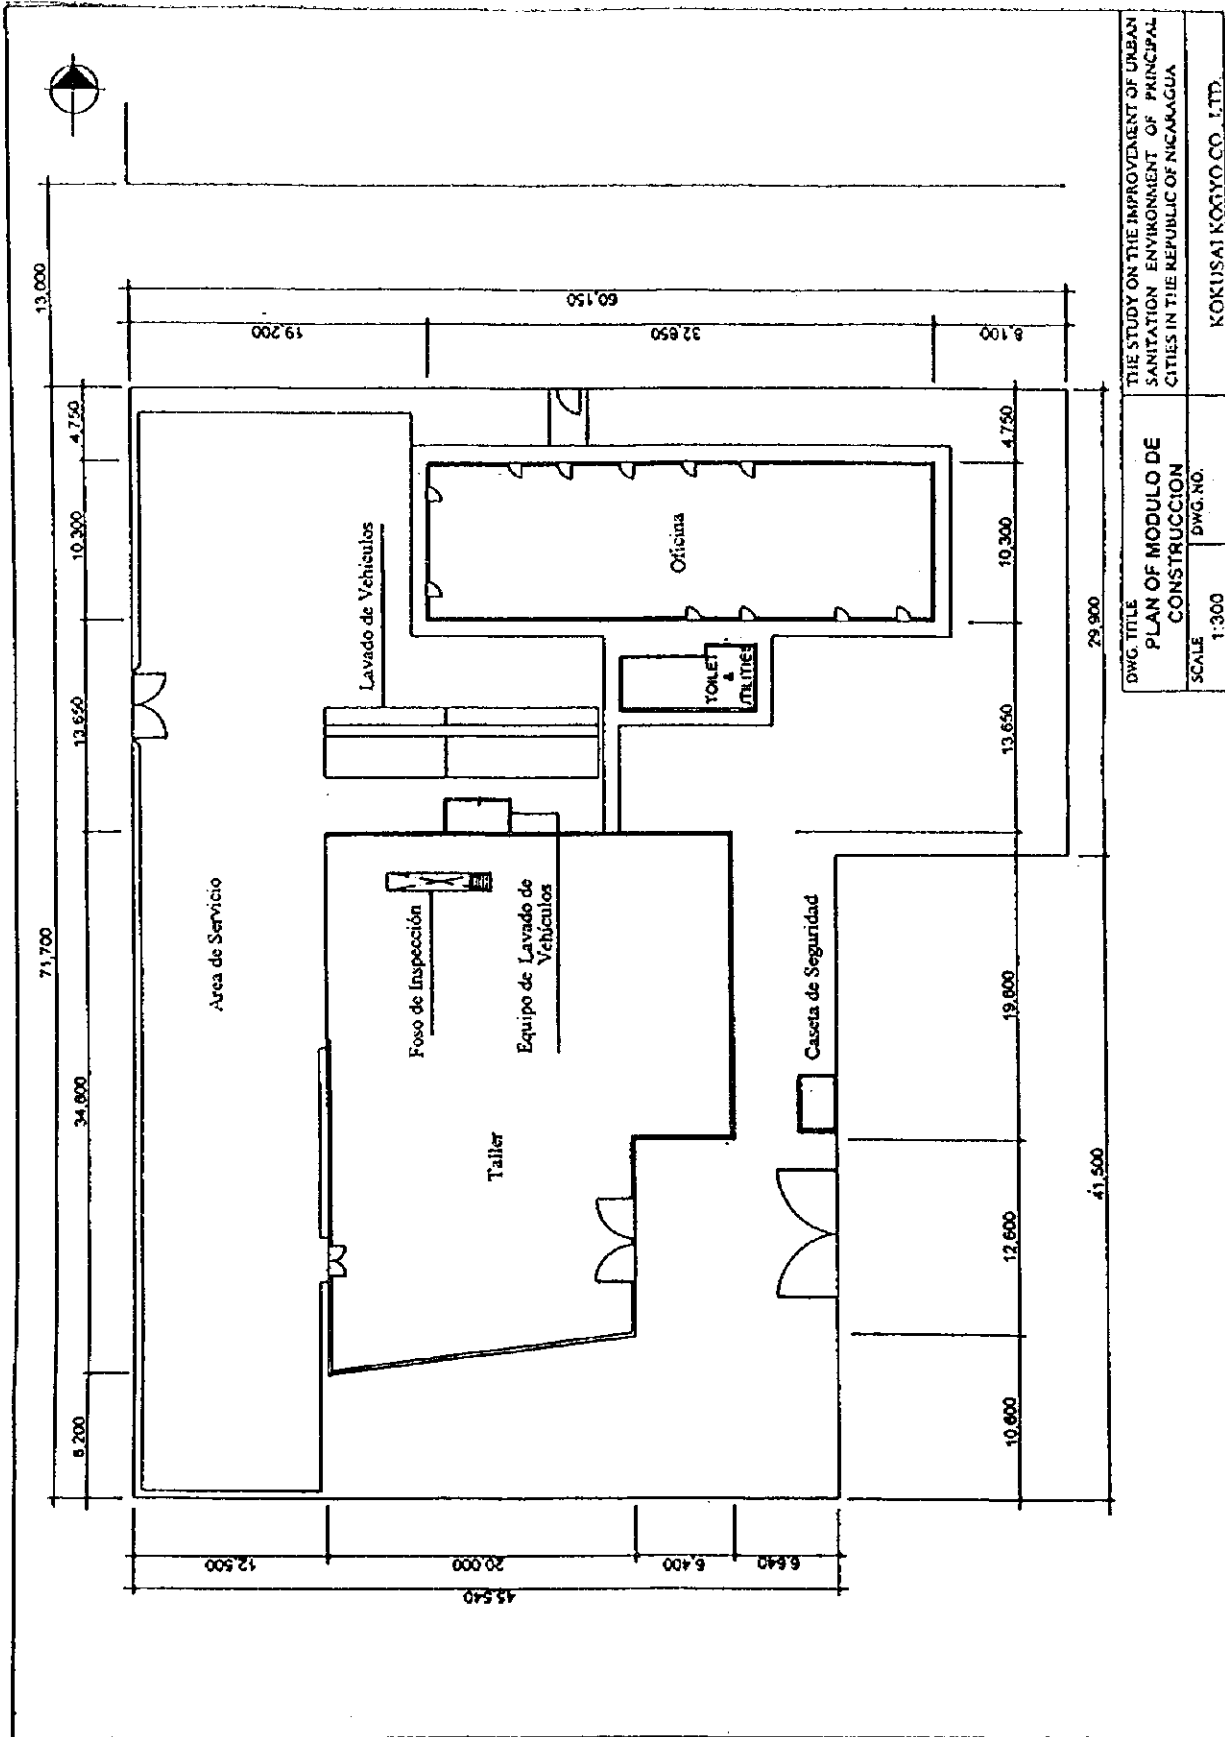 13,000
71,700
8,200
34,800
13,650
10,300
4,750
12,500
20,000
6,400
6,640
45,540
19,200
32,850
8,100
60,150
Area de Servicio
Lavado de Vehiculos
Foso de Inspección
Equipo de Lavado de
Vehículos
Taller
Oficina
TOILET
&
UTILITIES
Caseta de Seguridad
10,600
12,600
19,800
13,650
10,300
4,750
41,500
29,900
DWG. TITLE
PLAN OF MODULO DE
CONSTRUCCION
SCALE
1:300
DWG. NO.
THE STUDY ON THE IMPROVEMENT OF URBAN
SANITATION ENVIRONMENT OF PRINCIPAL
CITIES IN THE REPUBLIC OF NICARAGUA
KOKUSAI KOGYO CO., LTD.